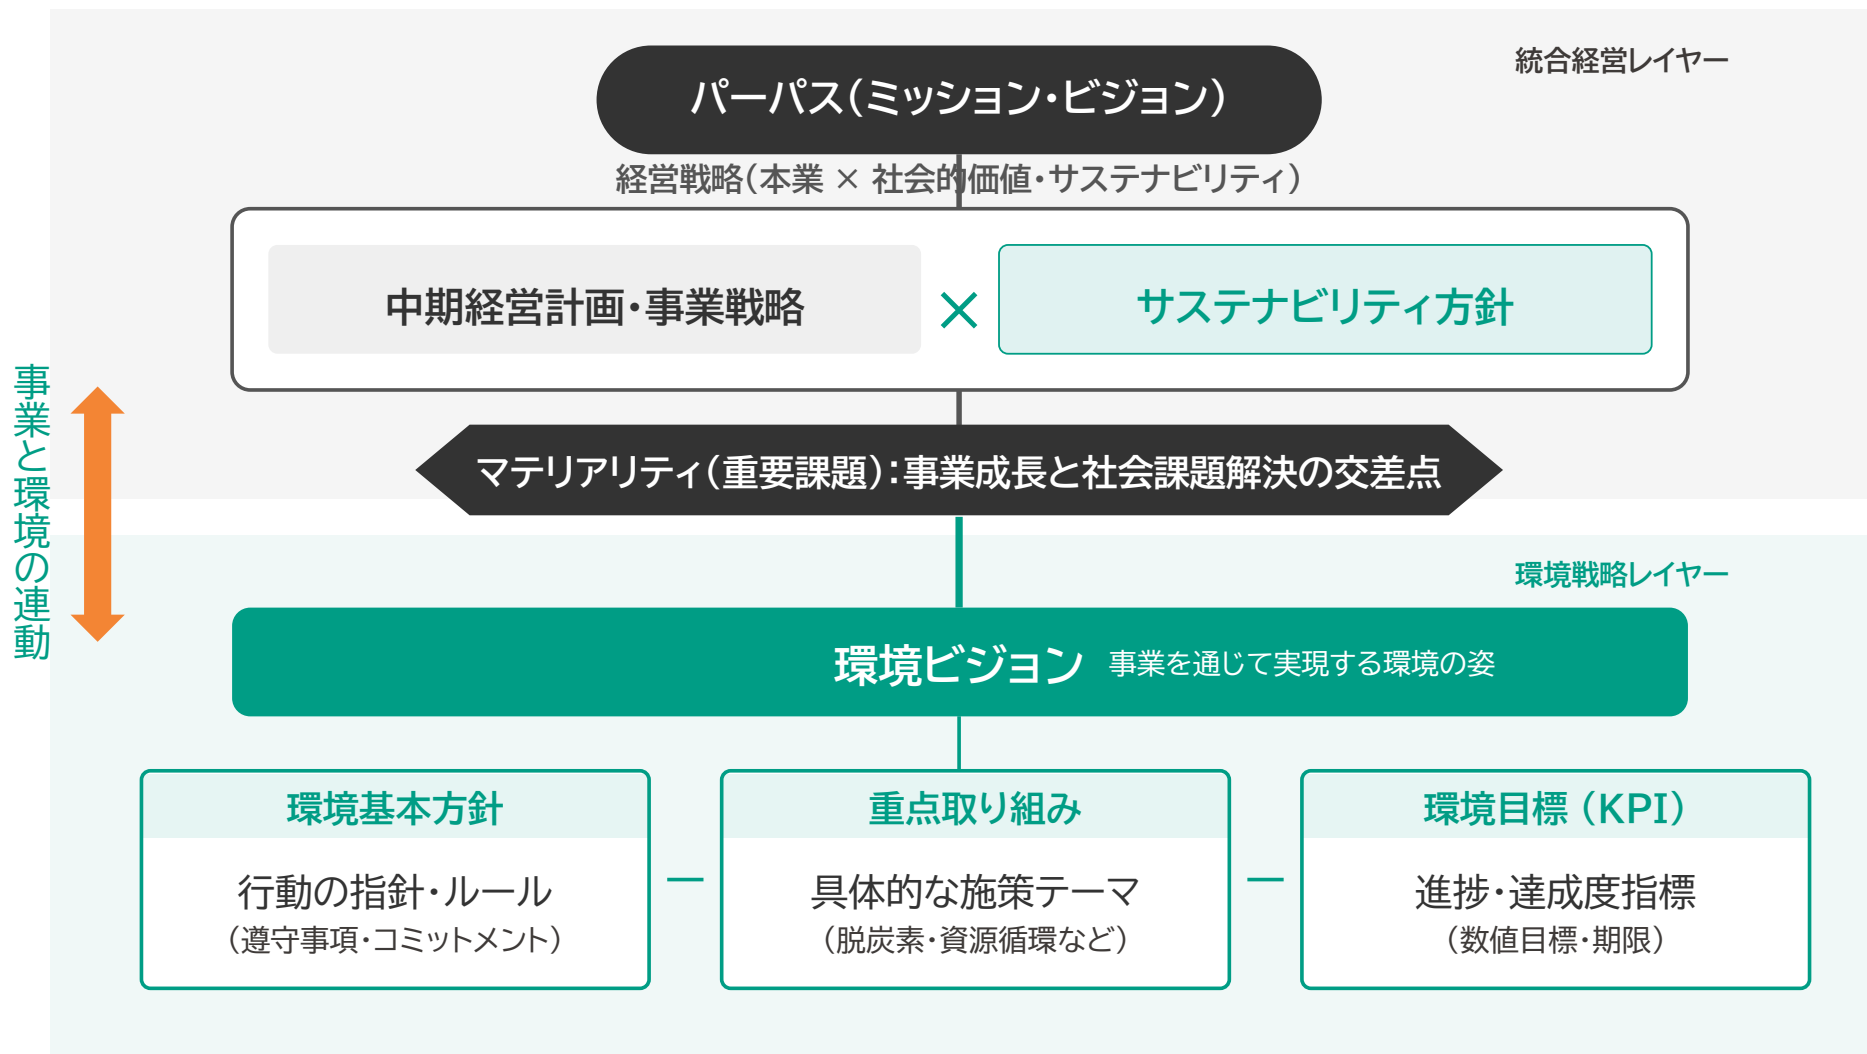 統合経営レイヤー
パーパス（ミッション・ビジョン）
経営戦略（本業 × 社会的価値・サステナビリティ）
中期経営計画・事業戦略
×
サステナビリティ方針
事業と環境の連動
マテリアリティ（重要課題）：事業成長と社会課題解決の交差点
環境戦略レイヤー
環境ビジョン 事業を通じて実現する環境の姿
環境基本方針
行動の指針・ルール
（遵守事項・コミットメント）
重点取り組み
具体的な施策テーマ
（脱炭素・資源循環など）
環境目標（KPI）
進捗・達成度指標
（数値目標・期限）